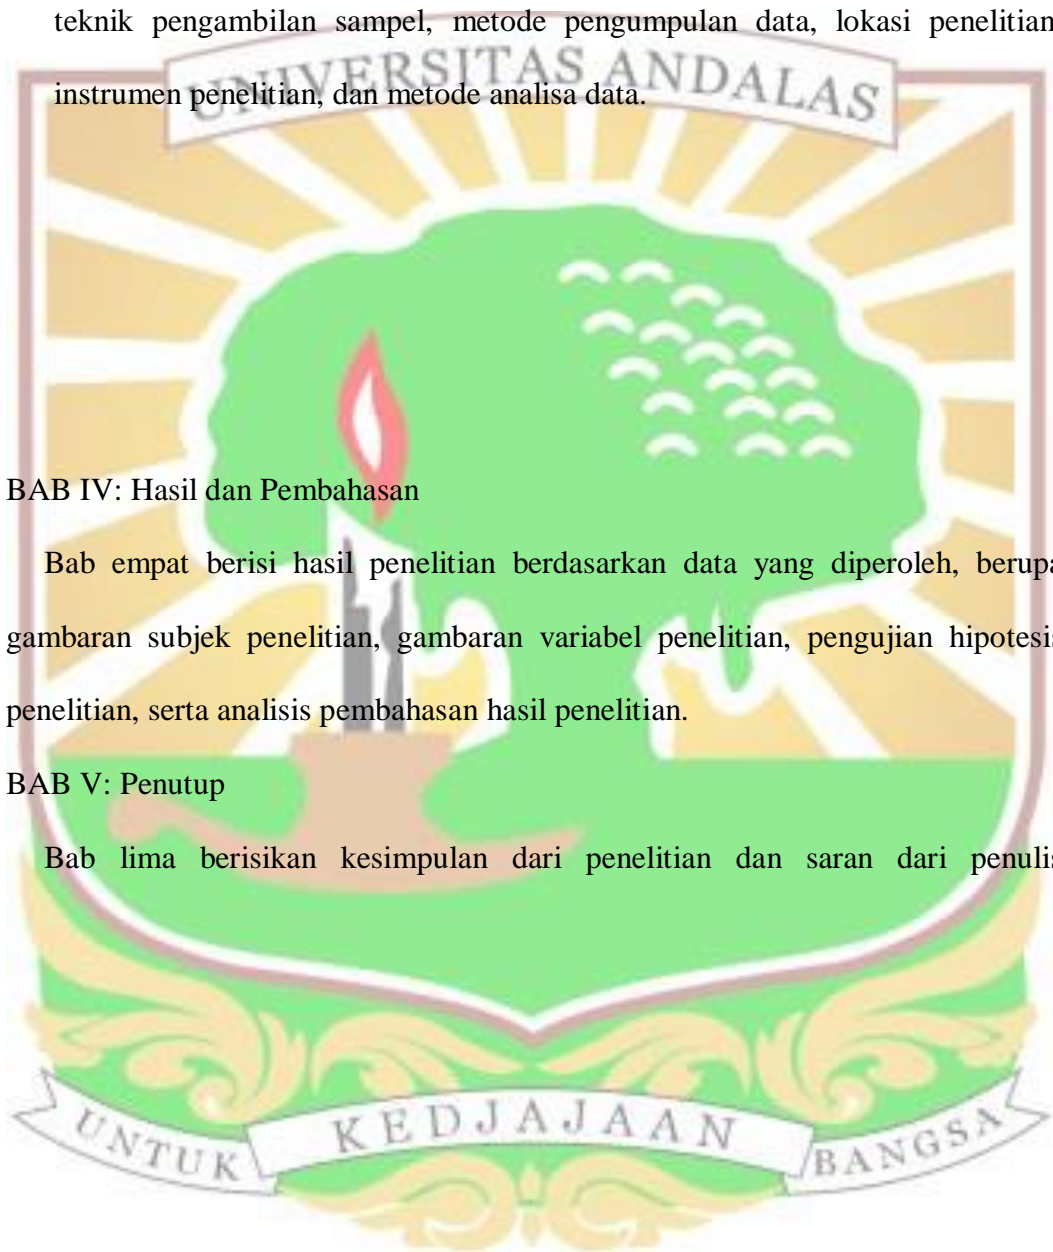 teknik pengambilan sampel, metode pengumpulan data, lokasi penelitian
UNIVERSITAS ANDALAS
instrumen penelitian, dan metode analisa data.
BAB IV: Hasil dan Pembahasan
Bab empat berisi hasil penelitian berdasarkan data yang diperoleh, berupa
gambaran subjek penelitian, gambaran variabel penelitian, pengujian hipotesis
penelitian, serta analisis pembahasan hasil penelitian.
BAB V: Penutup
Bab lima berisikan kesimpulan dari penelitian dan saran dari penulis
UNTUK KEDJAJAAN BANGSA